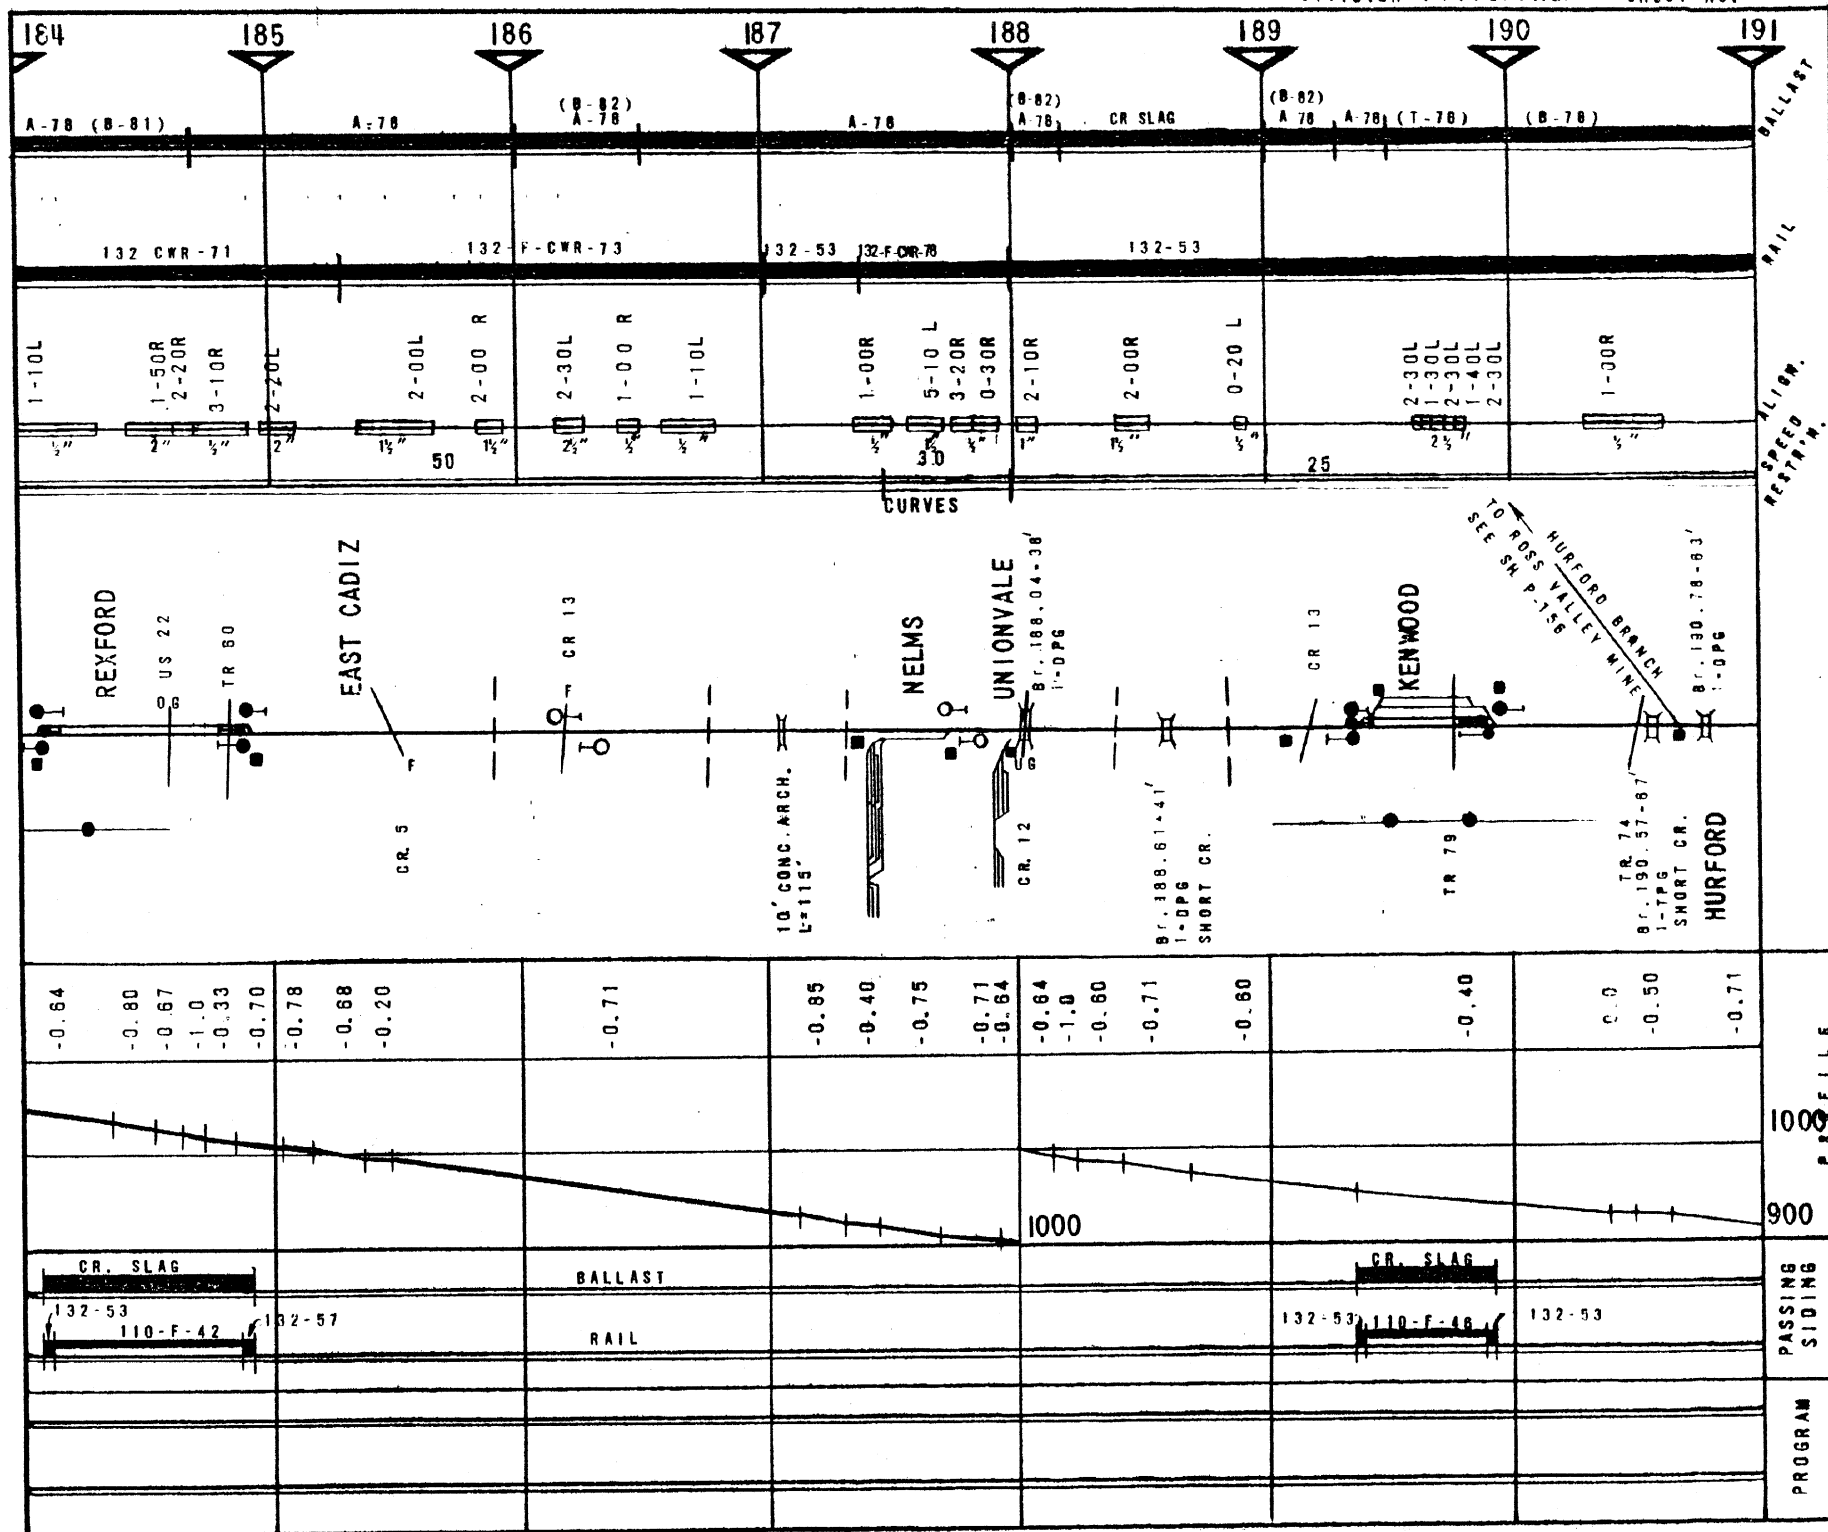 184 185 186 187 188 189 190 191
A-78 (B-81) A-78 (B-82) A-78 A-78 (B-82) A-78 CR SLAG (B-82) A 78 A-78 (T-78) (B-78)
BALLAST
132 CWR-71 132-F-CWR-73 132-53 132-F-CWR-78 132-53
RAIL
1-10L 1-50R 2-20R 3-10R 2-20L 2-00L 2-00 R 2-30L 1-00 R 1-10L 1-00R 5-10 L 3-20R 0-30R 2-10R 2-00R 0-20 L 2-30L 1-30L 2-30L 1-40L 2-30L 1-00R
ALIGN.
½" 2" ½" 2" 1½" 1½" 2½" ½" ½" ½" ½" 1" 1½" ½" 2½" ½"
50 30 25
SPEED
RESTR'N.
CURVES
REXFORD
OG
US 22
TR 60
EAST CADIZ
F
F
CR. 5
CR 13
10' CONC. ARCH.
L=115'
NELMS
UNIONVALE
Br. 188.04-38'
1-DPG
UG
CR. 12
1-DPG
SHORT CR.
CR 13
KENWOOD
TR 79
HURFORD BRANCH
TO ROSS VALLEY MINE
SEE SH. P-156
TR. 74
Br. 190.57-67'
1-TPG
SHORT CR.
HURFORD
Br. 190.78-83'
1-DPG
-0.64 -0.80 -0.67 -1.0 -0.33 -0.70 -0.78 -0.68 -0.20 -0.71 -0.85 -0.40 -0.75 -0.71 -0.64 -0.64 -1.0 -0.60 -0.71 -0.60 -0.40 0.0 -0.50 -0.71
PROFILE
1000
1000
900
CR. SLAG BALLAST CR. SLAG
132-53 110-F-42 132-57 RAIL 132-53 110-F-46 132-53
PASSING
SIDING
PROGRAM